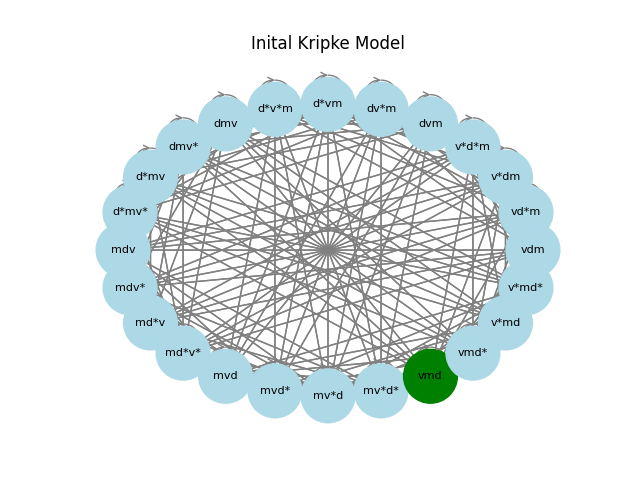 Inital Kripke Model
d*vm
d*v*m
dv*m
dmv
dvm
dmv*
v*d*m
d*mv
v*dm
d*mv*
vd*m
mdv
vdm
mdv*
v*md*
md*v
v*md
md*v*
vmd*
mvd
vmd
mvd*
mv*d
mv*d*